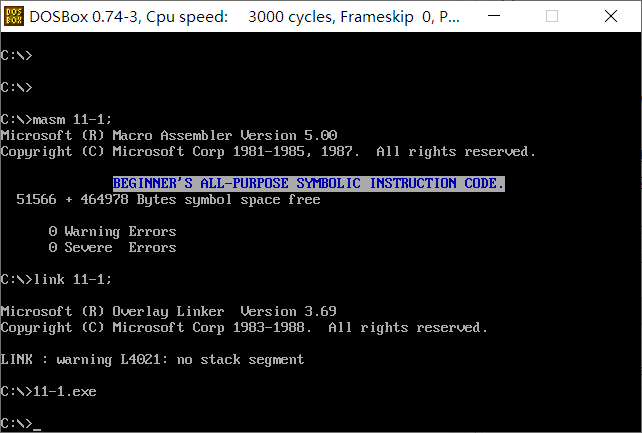 DOS
BOX
DOSBox 0.74-3, Cpu speed: 3000 cycles, Frameskip 0, P...
C:\>
C:\>
C:\>masm 11-1;
Microsoft (R) Macro Assembler Version 5.00
Copyright (C) Microsoft Corp 1981-1985, 1987.  All rights reserved.
BEGINNER'S ALL-PURPOSE SYMBOLIC INSTRUCTION CODE.
51566 + 464978 Bytes symbol space free
0 Warning Errors
0 Severe  Errors
C:\>link 11-1;
Microsoft (R) Overlay Linker  Version 3.69
Copyright (C) Microsoft Corp 1983-1988.  All rights reserved.
LINK : warning L4021: no stack segment
C:\>11-1.exe
C:\>_